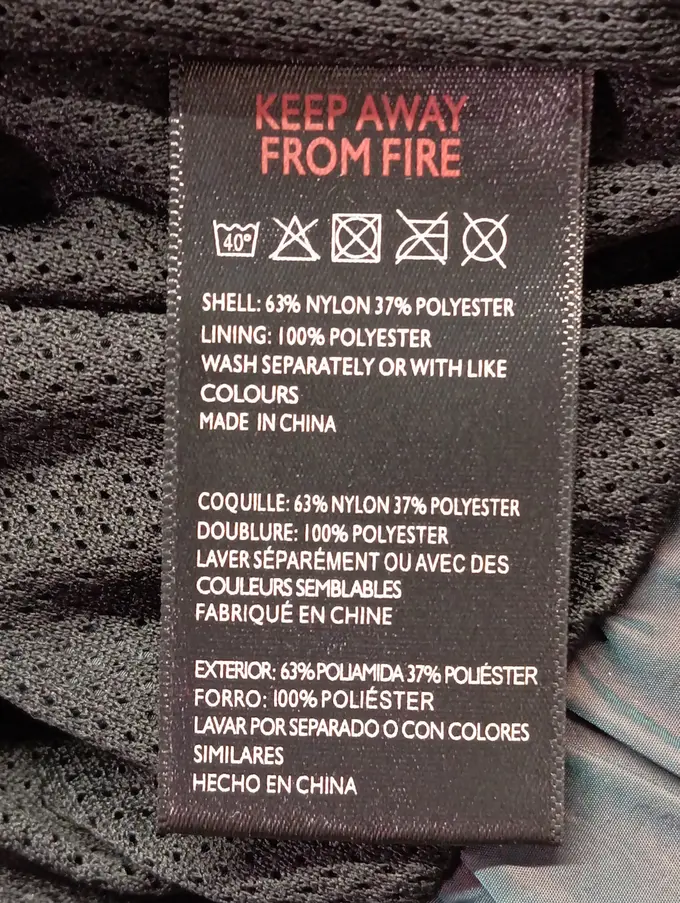 KEEP AWAY
FROM FIRE
40°
SHELL: 63% NYLON 37% POLYESTER
LINING: 100% POLYESTER
WASH SEPARATELY OR WITH LIKE
COLOURS
MADE IN CHINA
COQUILLE: 63% NYLON 37% POLYESTER
DOUBLURE: 100% POLYESTER
LAVER SÉPARÉMENT OU AVEC DES
COULEURS SEMBLABLES
FABRIQUÉ EN CHINE
EXTERIOR: 63% POLIAMIDA 37% POLIÉSTER
FORRO: 100% POLIÉSTER
LAVAR POR SEPARADO O CON COLORES
SIMILARES
HECHO EN CHINA